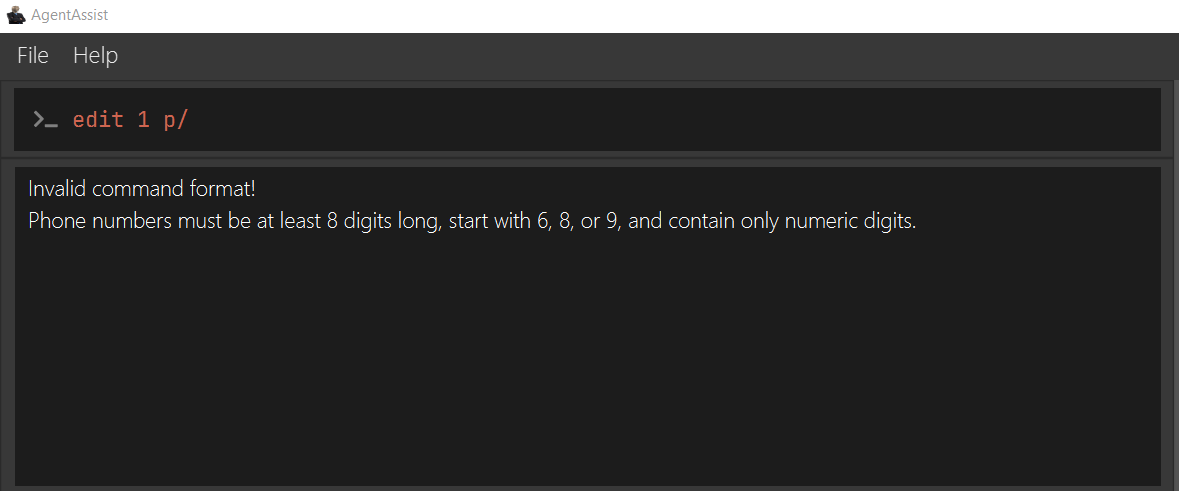 AgentAssist
File Help
>_ edit 1 p/
Invalid command format!
Phone numbers must be at least 8 digits long, start with 6, 8, or 9, and contain only numeric digits.